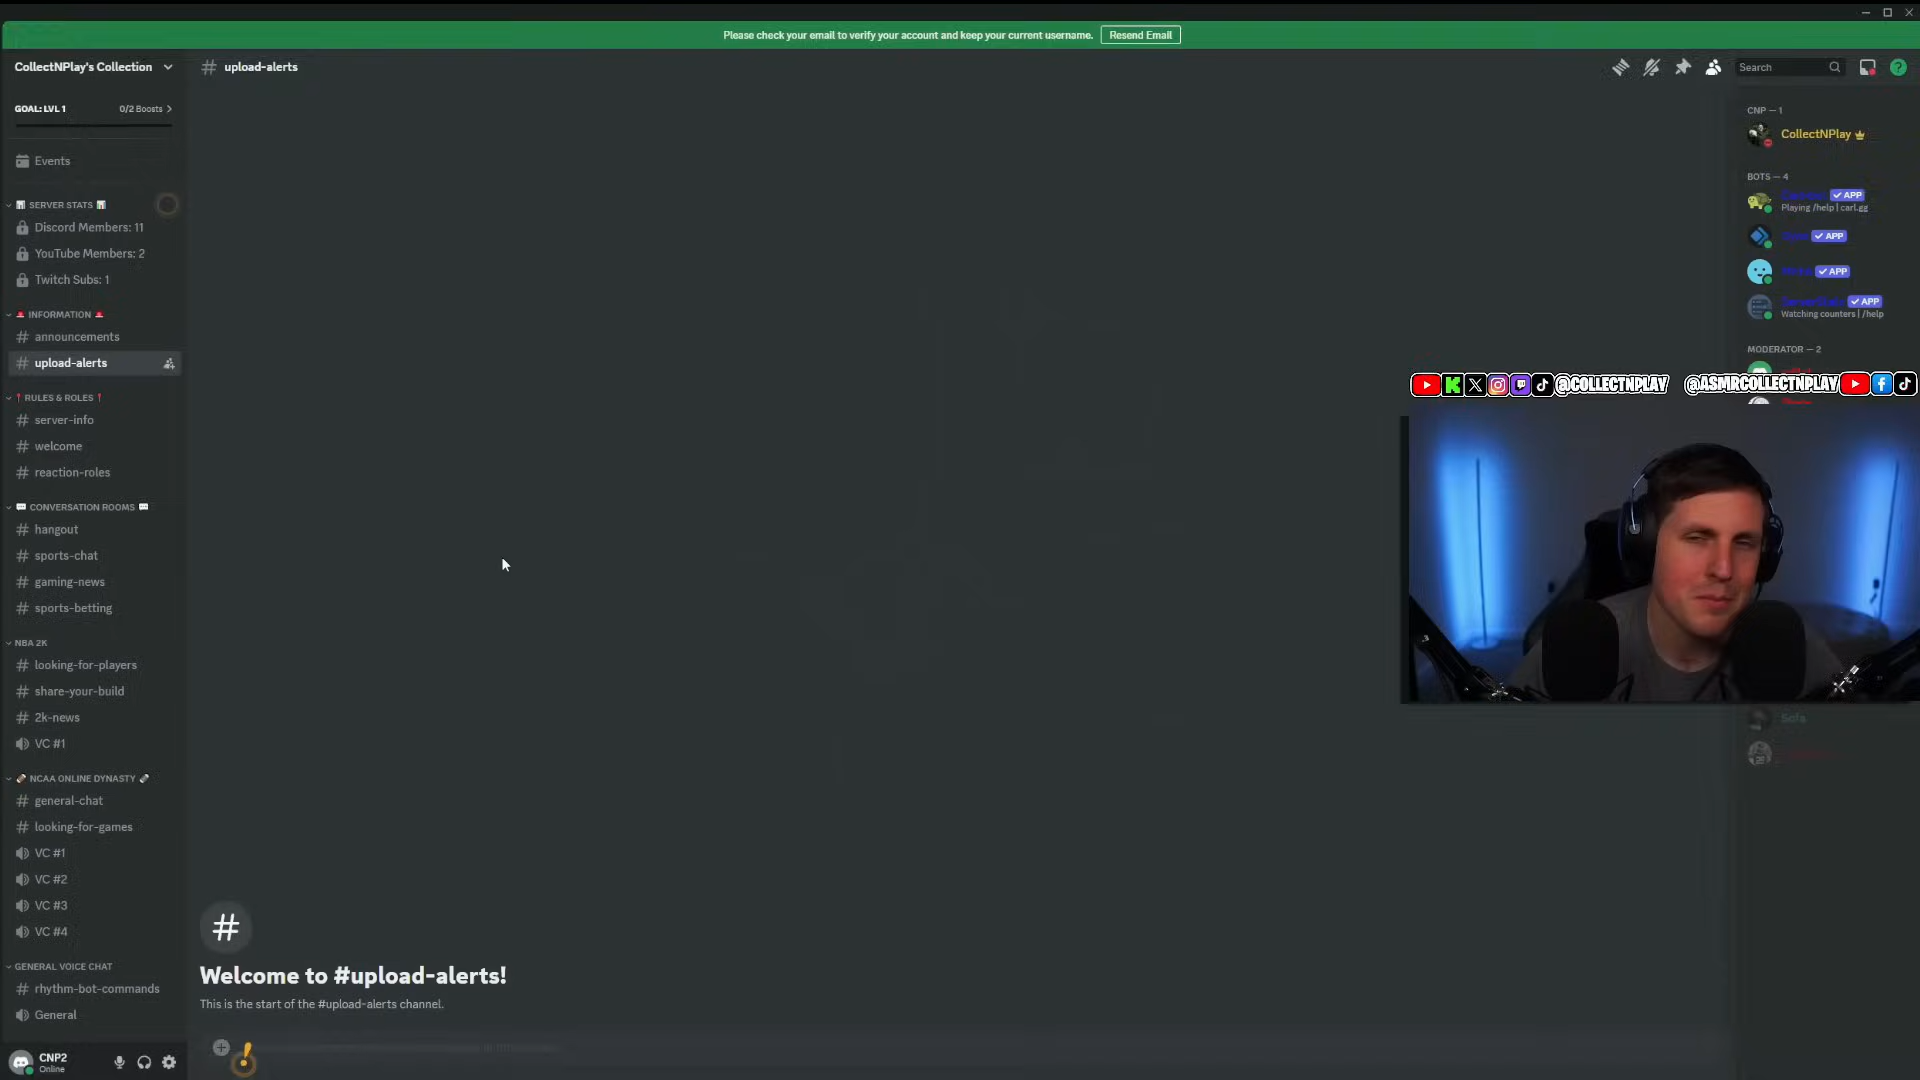 Please check your email to verify your account and keep your current username. Resend Email
CollectNPlay's Collection
GOAL: LVL 1 0/2 Boosts
Events
SERVER STATS
Discord Members: 11
YouTube Members: 2
Twitch Subs: 1
INFORMATION
announcements
upload-alerts
RULES & ROLES
server-info
welcome
reaction-roles
CONVERSATION ROOMS
hangout
sports-chat
gaming-news
sports-betting
NBA 2K
looking-for-players
share-your-build
2k-news
VC #1
NCAA ONLINE DYNASTY
general-chat
looking-for-games
VC #1
VC #2
VC #3
VC #4
GENERAL VOICE CHAT
rhythm-bot-commands
General
CNP2
Online
# upload-alerts
Search
#
Welcome to #upload-alerts!
This is the start of the #upload-alerts channel.
CNP — 1
CollectNPlay
BOTS — 4
APP
Playing /help | carl.gg
APP
APP
APP
Watching counters | /help
MODERATOR — 2
@COLLECTNPLAY @ASMRCOLLECTNPLAY
Sofa